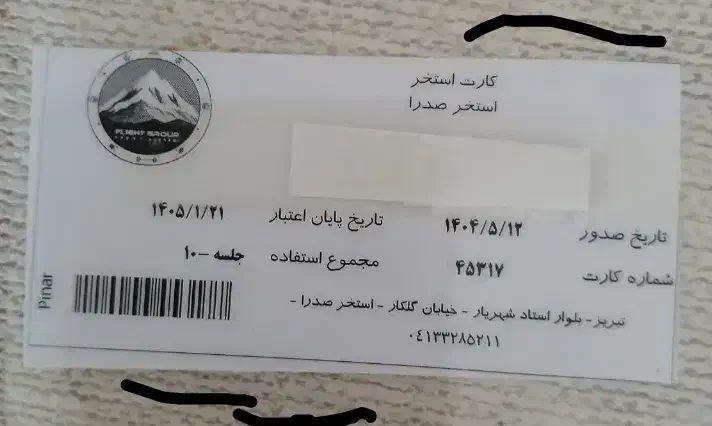 کارت استخر
استخر صدرا
FLIGHT GROUP
تاریخ صدور ۱۴۰۴/۵/۱۲ تاریخ پایان اعتبار ۱۴۰۵/۱/۲۱
شماره کارت ۴۵۳۱۷ مجموع استفاده ۱۰- جلسه
تبریز - بلوار استاد شهریار - خیابان گلکار - استخر صدرا -
۰٤۱۳۳۲۸۵۲۱۱
Pinar